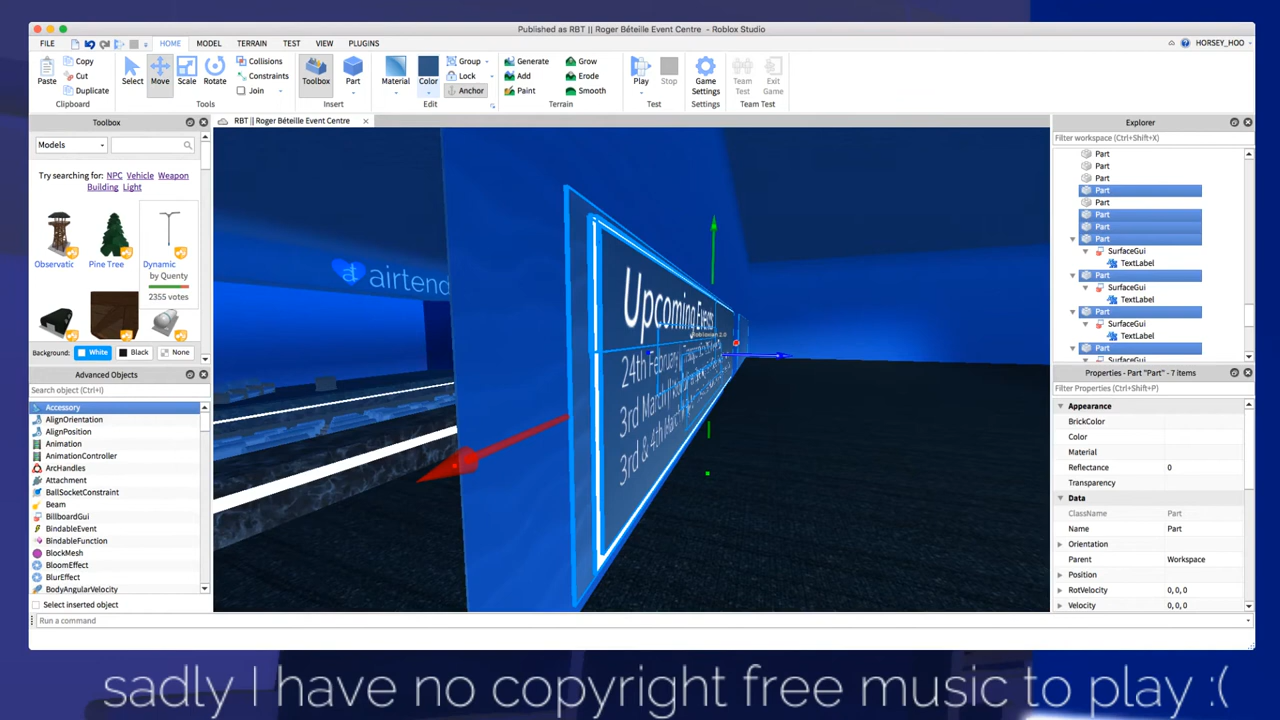 Published as RBT || Roger Béteille Event Centre - Roblox Studio
FILE HOME MODEL TERRAIN TEST VIEW PLUGINS HORSEY_HOO
Paste Copy Cut Duplicate Clipboard
Select Move Scale Rotate Collisions Constraints Join Tools
Toolbox Part Insert
Material Color Group Lock Anchor Edit
Generate Add Paint Grow Erode Smooth Terrain
Play Stop Test
Game Settings Settings
Team Test Exit Game Team Test
Toolbox
RBT || Roger Béteille Event Centre
Models
Try searching for: NPC Vehicle Weapon
Building Light
Observatic Pine Tree Dynamic
by Quenty
2355 votes
Background: White Black None
Advanced Objects
Search object (Ctrl+I)
Accessory
AlignOrientation
AlignPosition
Animation
AnimationController
ArcHandles
Attachment
BallSocketConstraint
Beam
BillboardGui
BindableEvent
BindableFunction
BlockMesh
BloomEffect
BlurEffect
BodyAngularVelocity
Select inserted object
Run a command
airtend
Upcoming Events
24th February
3rd March
3rd & 4th March
Explorer
Filter workspace (Ctrl+Shift+X)
Part
Part
Part
Part
Part
Part
Part
Part
SurfaceGui
TextLabel
Part
SurfaceGui
TextLabel
Part
SurfaceGui
TextLabel
Part
SurfaceGui
Properties - Part "Part" - 7 items
Filter Properties (Ctrl+Shift+P)
Appearance
BrickColor
Color
Material
Reflectance 0
Transparency
Data
ClassName Part
Name Part
Orientation
Parent Workspace
Position
RotVelocity 0, 0, 0
Velocity 0, 0, 0
sadly I have no copyright free music to play :(